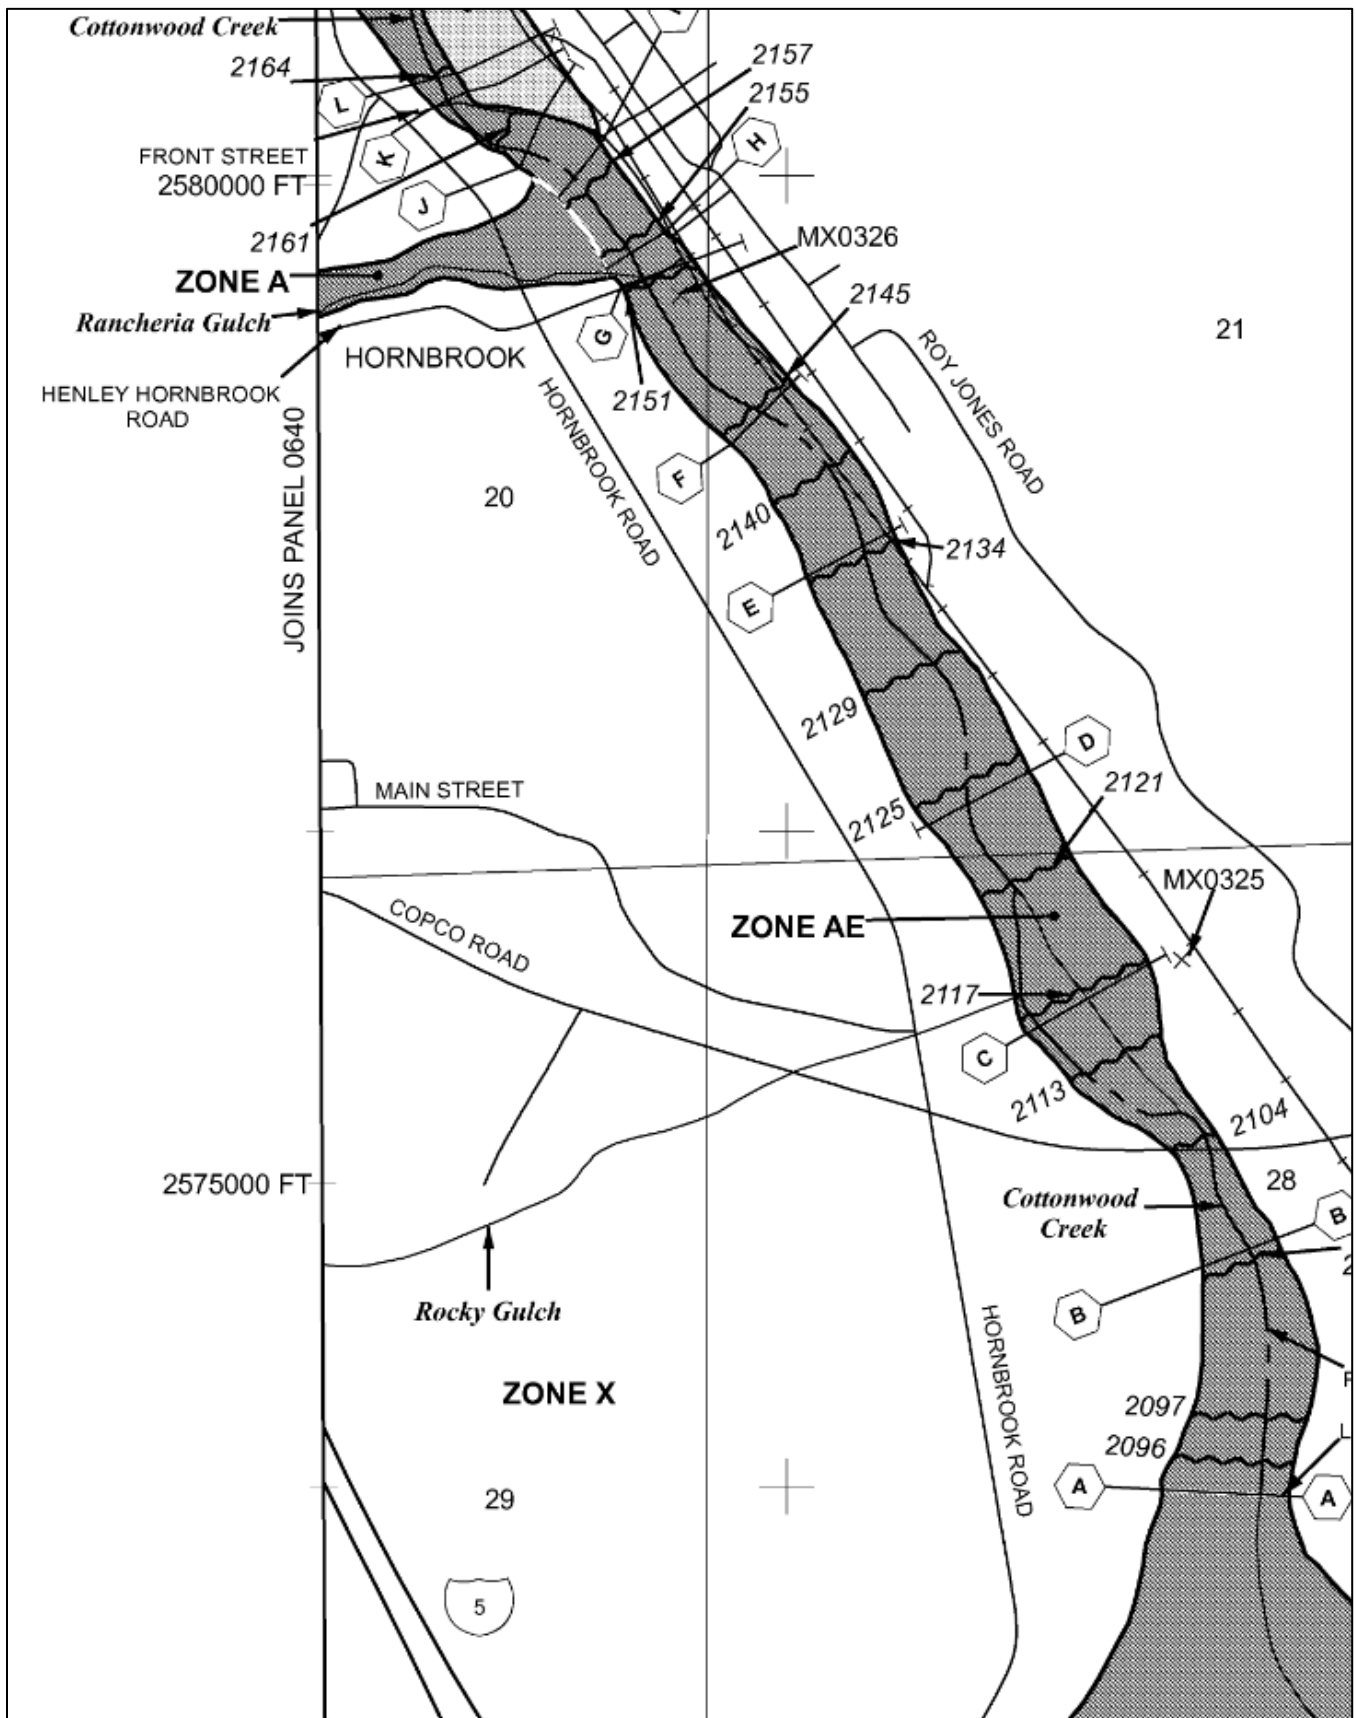 Cottonwood Creek
2164
L
FRONT STREET
K
2580000 FT
J
2161
2157
2155
H
ZONE A
MX0326
Rancheria Gulch
2145
G
HORNBROOK
21
HENLEY HORNBROOK
ROAD
2151
ROY JONES ROAD
HORNBROOK ROAD
JOINS PANEL 0640
F
20
2140
2134
E
2129
D
MAIN STREET
2125
2121
MX0325
COPCO ROAD
ZONE AE
2117
C
2113
2104
2575000 FT
28
Cottonwood
Creek
B
B
Rocky Gulch
HORNBROOK ROAD
ZONE X
2097
2096
A
A
29
5